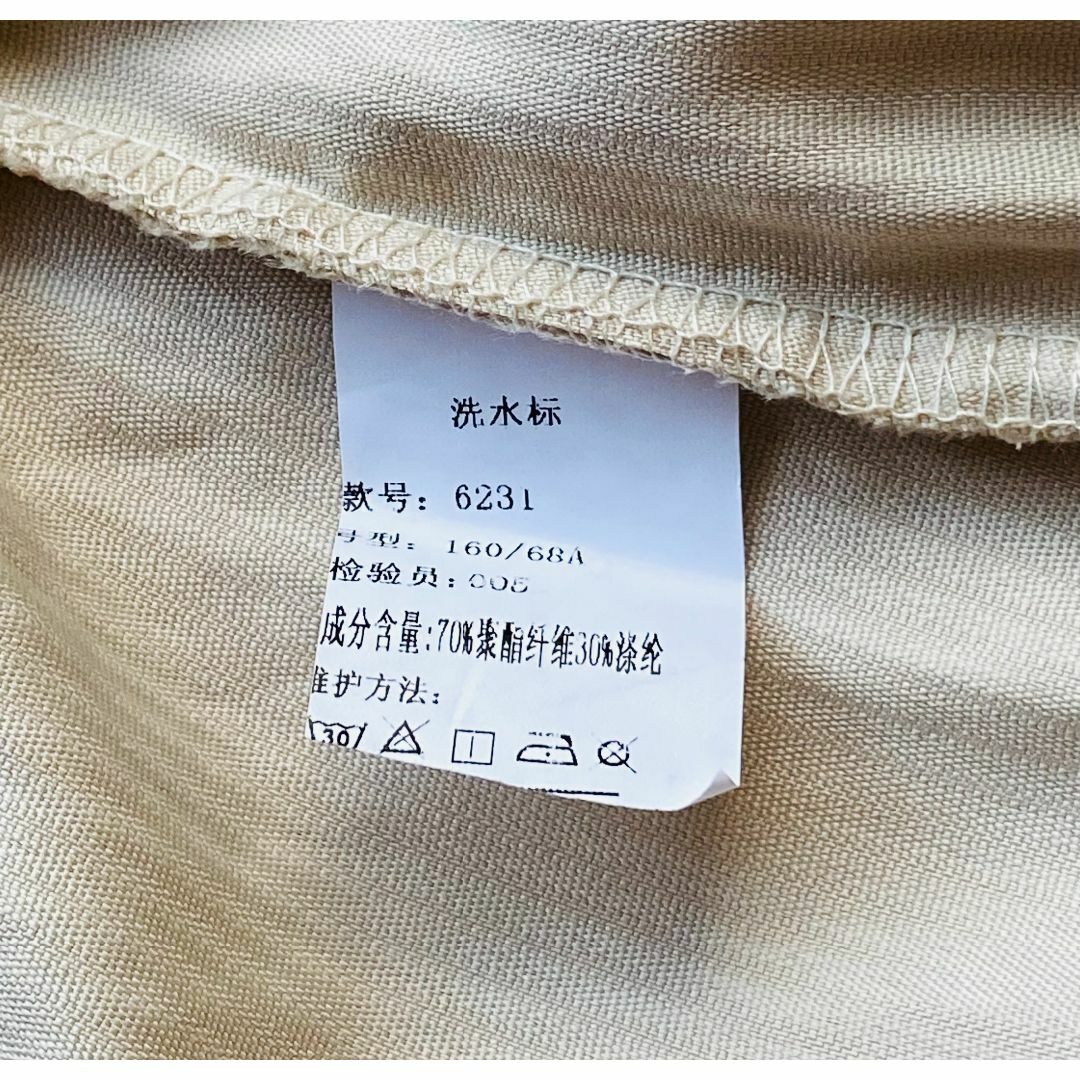 洗水标
款号: 6231
号型: 160/68A
检验员:005
成分含量:70%聚酯纤维30%涤纶
维护方法:
30